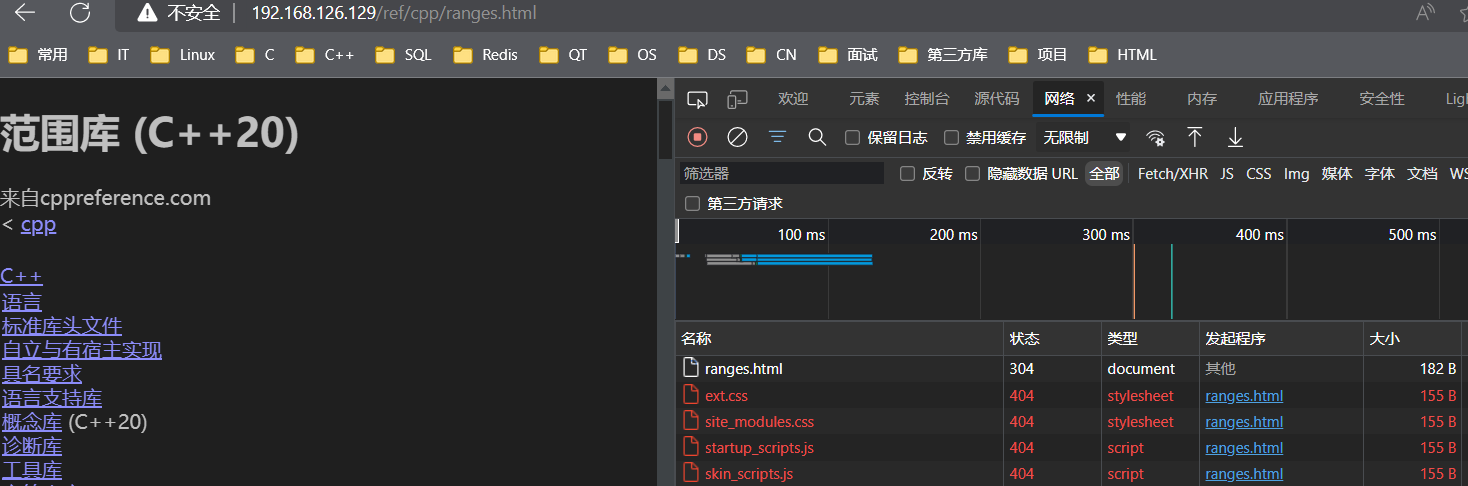 不安全 192.168.126.129/ref/cpp/ranges.html A
常用 IT Linux C C++ SQL Redis QT OS DS CN 面试 第三方库 项目 HTML
范围库 (C++20)
来自cppreference.com
< cpp
C++
语言
标准库头文件
自立与有宿主实现
具名要求
语言支持库
概念库 (C++20)
诊断库
工具库
欢迎 元素 控制台 源代码 网络 × 性能 内存 应用程序 安全性 Lig
保留日志 禁用缓存 无限制
筛选器 反转 隐藏数据 URL 全部 Fetch/XHR JS CSS Img 媒体 字体 文档 WS
第三方请求
100 ms 200 ms 300 ms 400 ms 500 ms
名称 状态 类型 发起程序 大小
ranges.html 304 document 其他 182 B
ext.css 404 stylesheet ranges.html 155 B
site_modules.css 404 stylesheet ranges.html 155 B
startup_scripts.js 404 script ranges.html 155 B
skin_scripts.js 404 script ranges.html 155 B